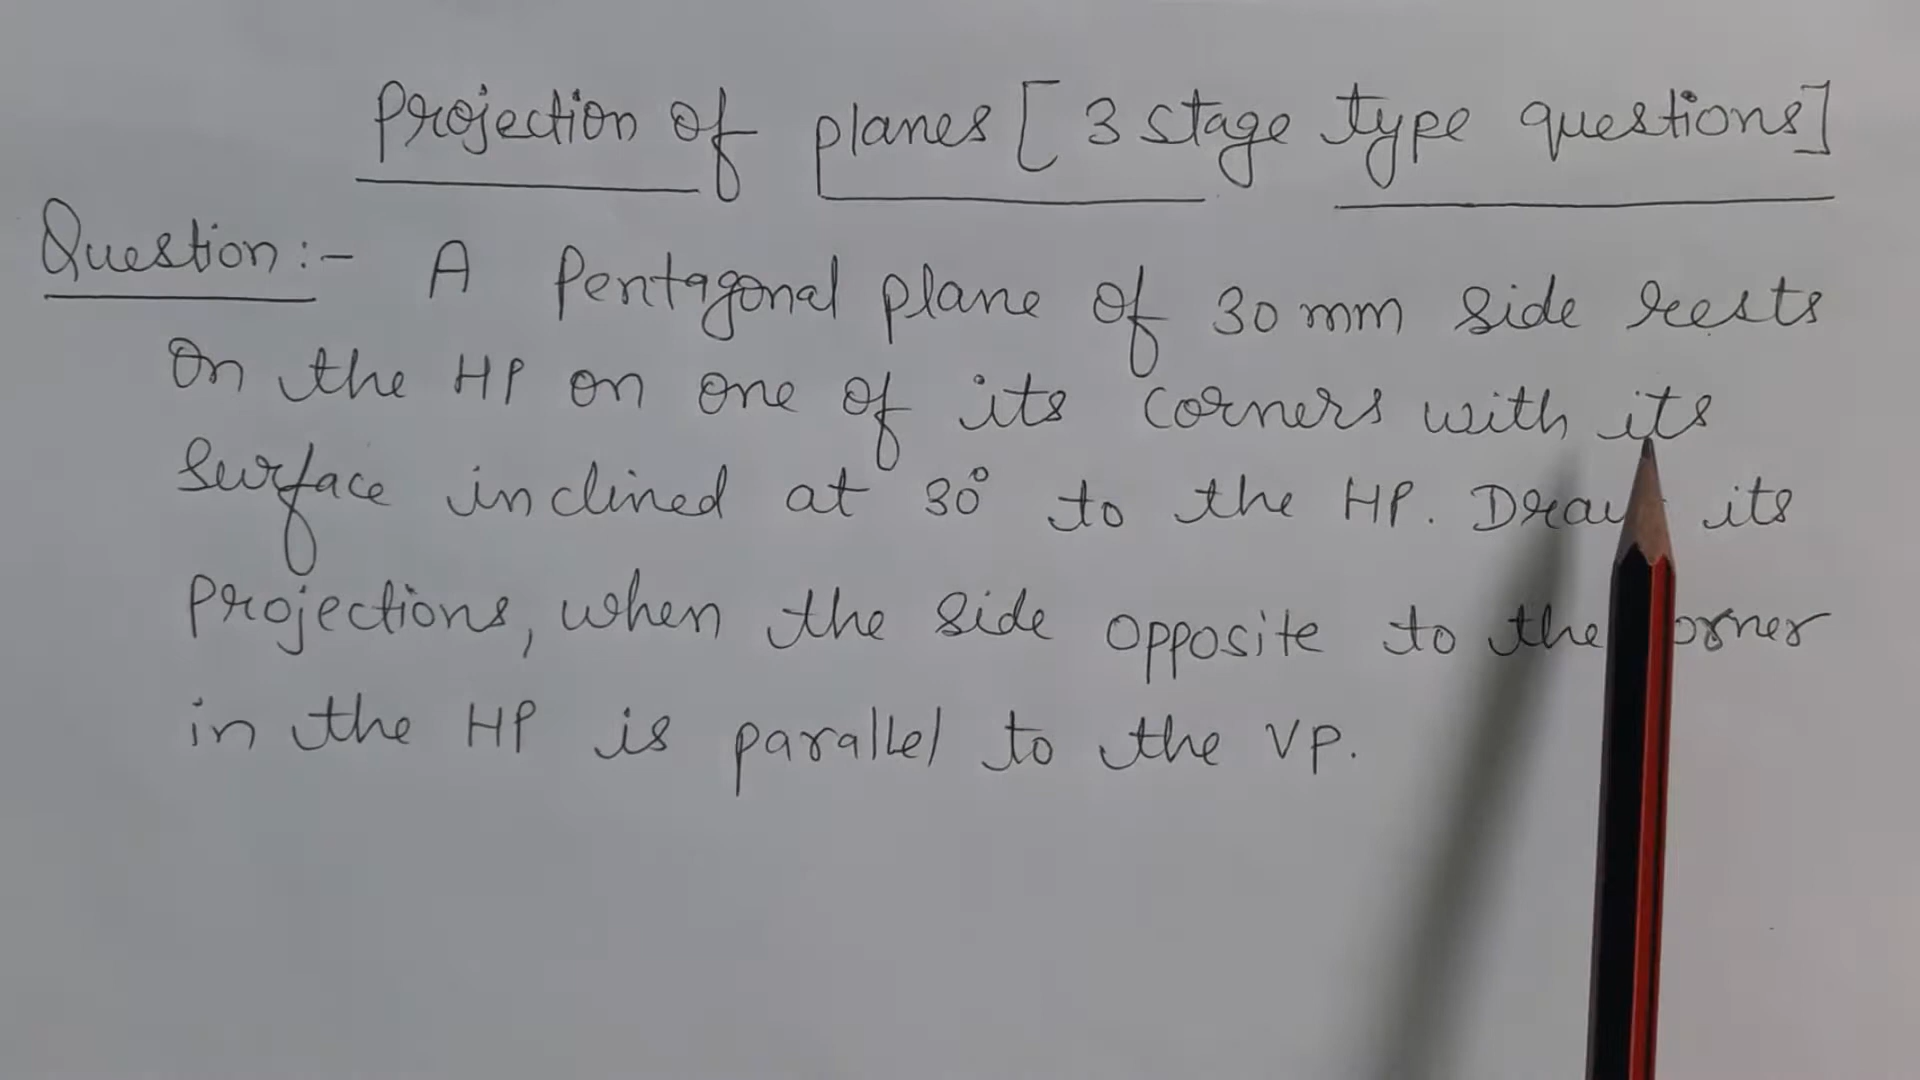 Projection of planes [3 stage type questions]
Question:- A Pentagonal plane of 30 mm side rests
on the HP on one of its corners with its
surface inclined at 30° to the HP. Draw its
projections, when the side opposite to the corner
in the HP is parallel to the VP.